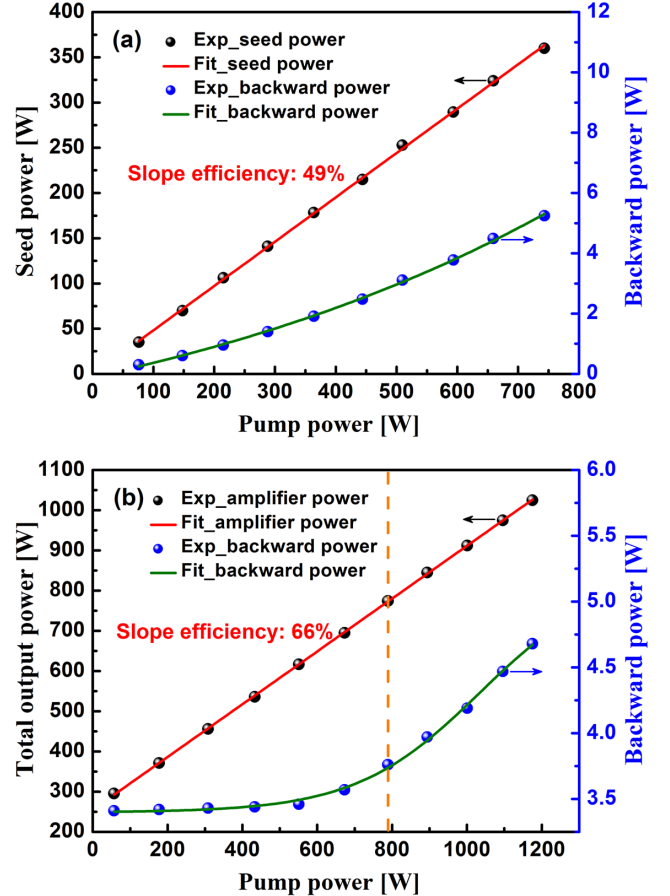 (a)
Exp_seed power
Fit_seed power
Exp_backward power
Fit_backward power
Slope efficiency: 49%
Seed power [W]
400
350
300
250
200
150
100
50
0
Backward power [W]
12
10
8
6
4
2
0
0 100 200 300 400 500 600 700 800
Pump power [W]
(b)
Exp_amplifier power
Fit_amplifier power
Exp_backward power
Fit_backward power
Slope efficiency: 66%
Total output power [W]
1100
1000
900
800
700
600
500
400
300
200
Backward power [W]
6.0
5.5
5.0
4.5
4.0
3.5
0 200 400 600 800 1000 1200
Pump power [W]